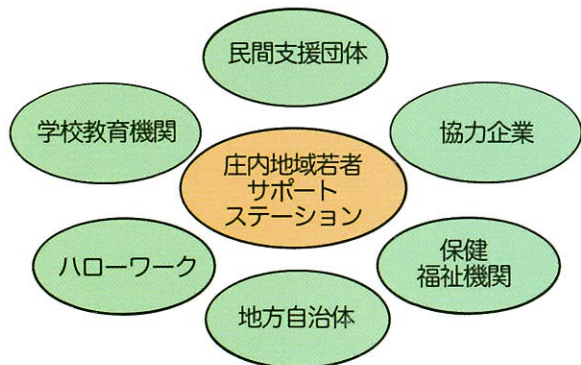 民間支援団体
学校教育機関
協力企業
庄内地域若者
サポート
ステーション
ハローワーク
保健
福祉機関
地方自治体